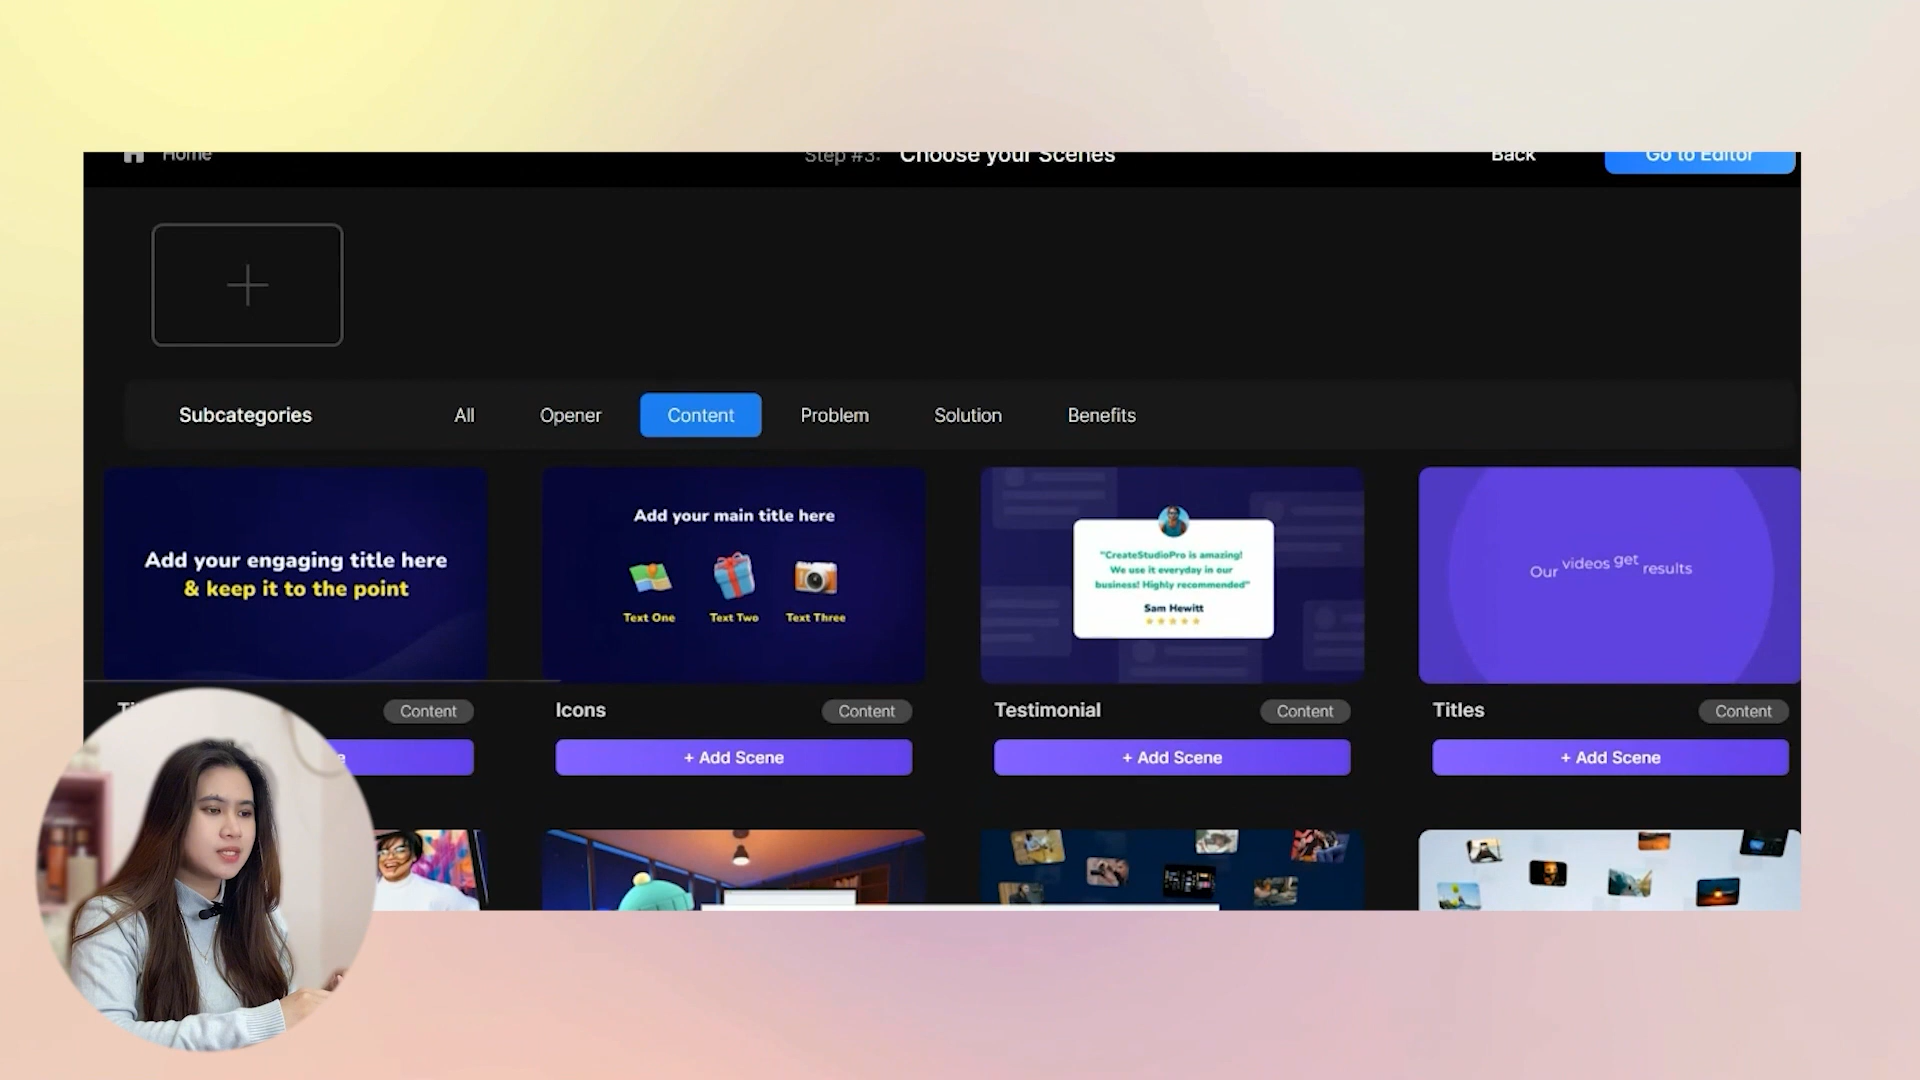 Home
Step #3: Choose your Scenes
Back
Go to Editor
Subcategories
All
Opener
Content
Problem
Solution
Benefits
Add your engaging title here
& keep it to the point
Add your main title here
Text One
Text Two
Text Three
"CreateStudioPro is amazing!
We use it everyday in our
business! Highly recommended"
Sam Hewitt
Our videos get results
Content
Icons
Content
Testimonial
Content
Titles
Content
+ Add Scene
+ Add Scene
+ Add Scene